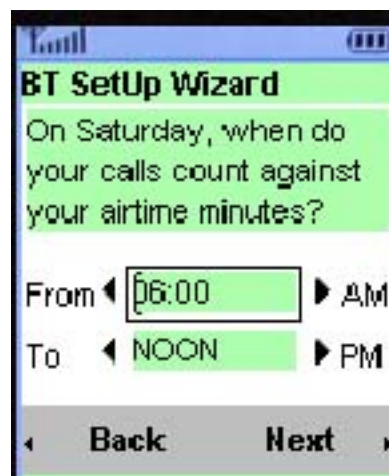 BT SetUp Wizard
On Saturday, when do
your calls count against
your airtime minutes?
From 06:00 AM
To NOON PM
Back Next